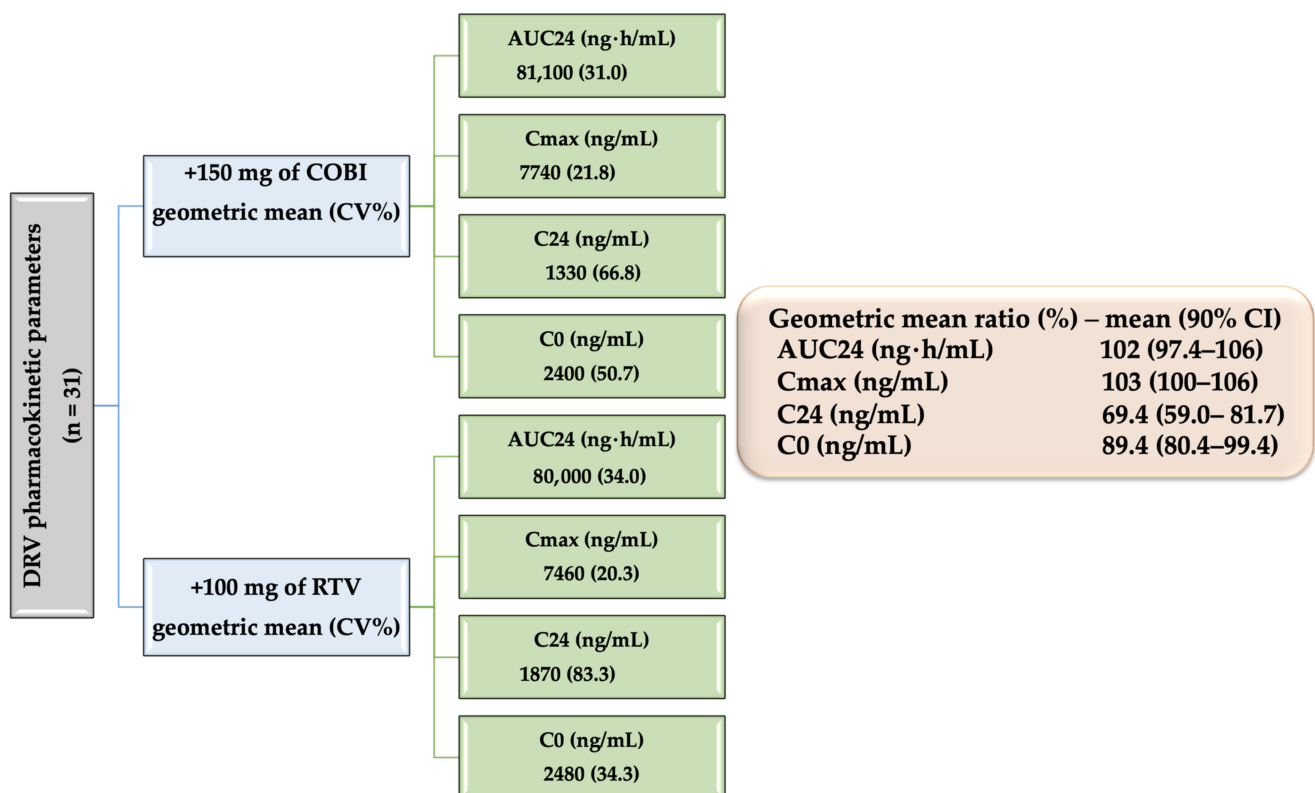 DRV pharmacokinetic parameters
(n = 31)
+150 mg of COBI
geometric mean (CV%)
AUC24 (ng·h/mL)
81,100 (31.0)
Cmax (ng/mL)
7740 (21.8)
C24 (ng/mL)
1330 (66.8)
C0 (ng/mL)
2400 (50.7)
+100 mg of RTV
geometric mean (CV%)
AUC24 (ng·h/mL)
80,000 (34.0)
Cmax (ng/mL)
7460 (20.3)
C24 (ng/mL)
1870 (83.3)
C0 (ng/mL)
2480 (34.3)
Geometric mean ratio (%) – mean (90% CI)
AUC24 (ng·h/mL) 102 (97.4–106)
Cmax (ng/mL) 103 (100–106)
C24 (ng/mL) 69.4 (59.0– 81.7)
C0 (ng/mL) 89.4 (80.4–99.4)